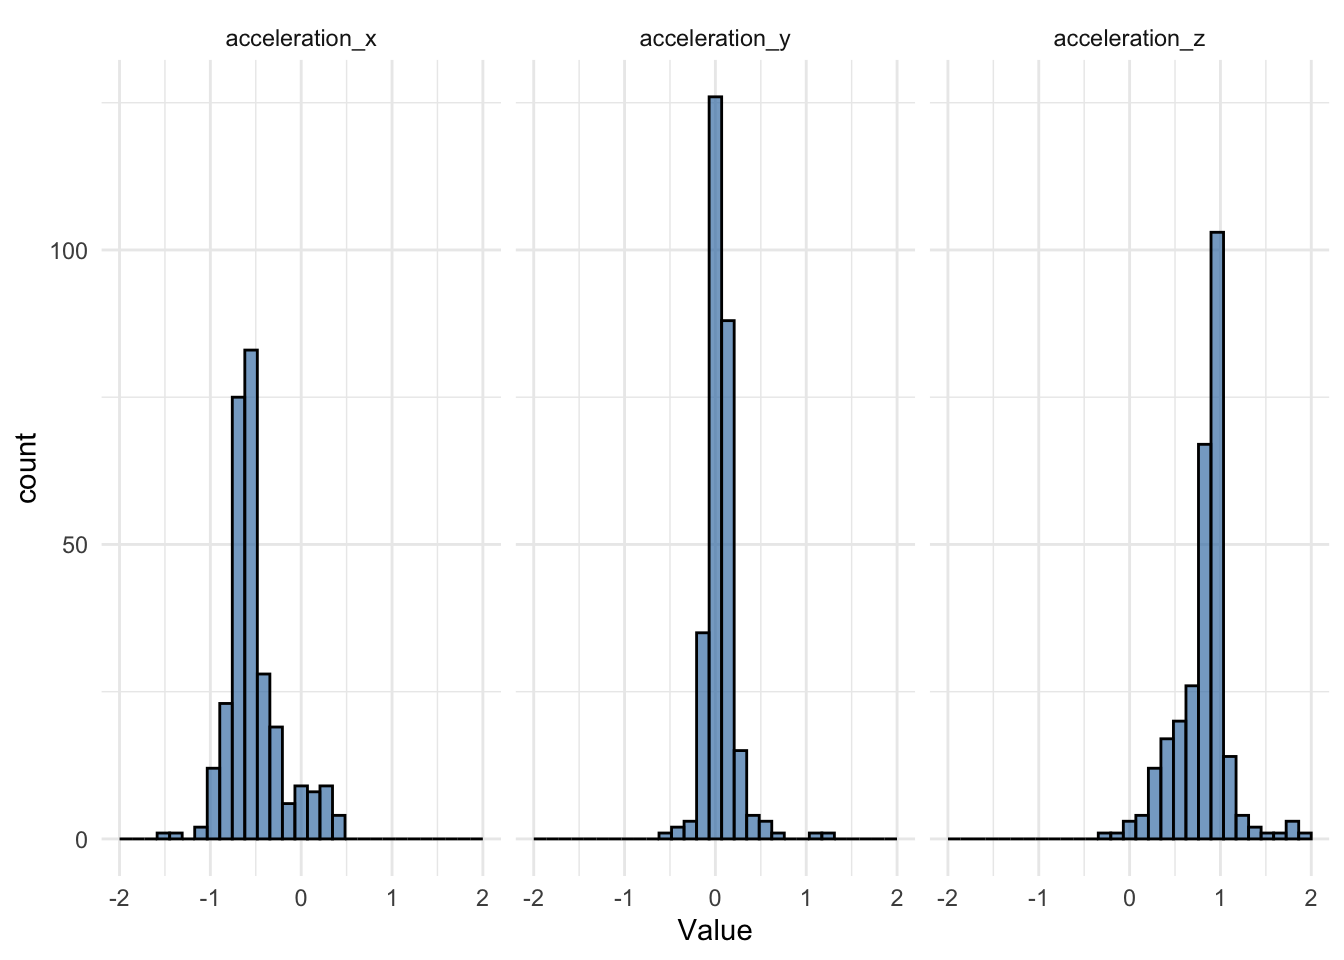 acceleration_x acceleration_y acceleration_z
count
100
50
0
-2 -1 0 1 2 -2 -1 0 1 2 -2 -1 0 1 2
Value